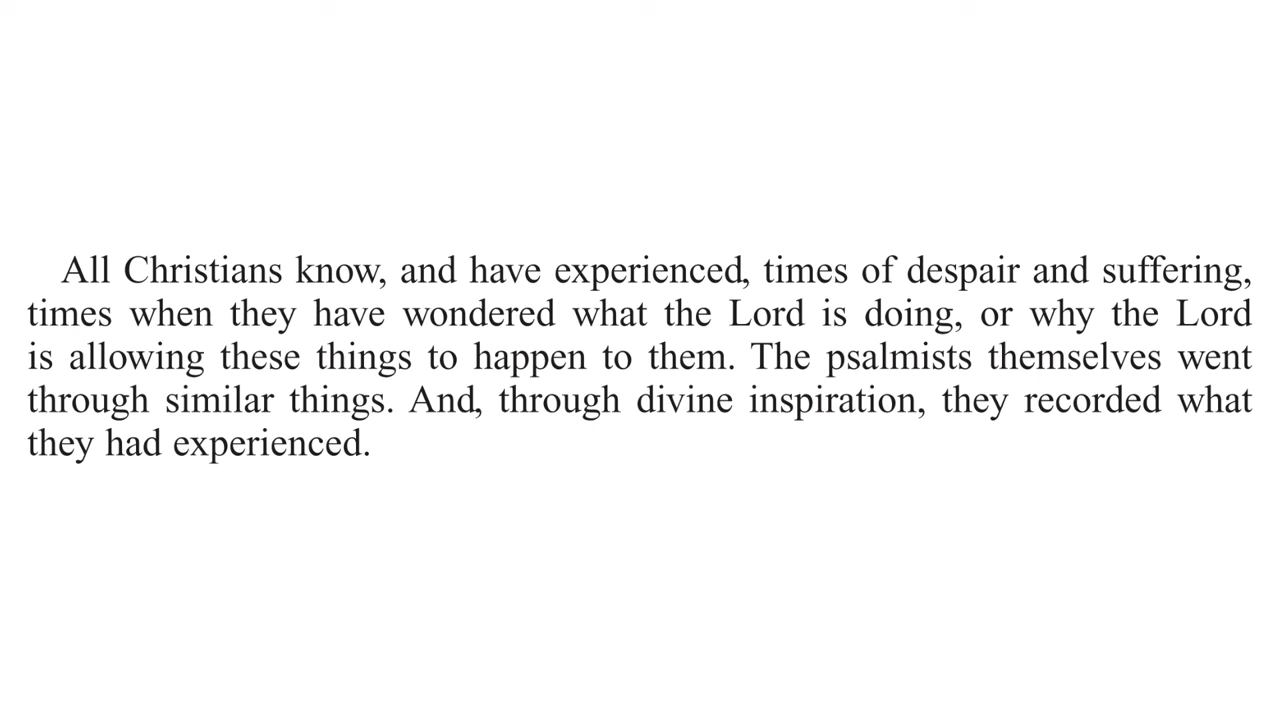 All Christians know, and have experienced, times of despair and suffering,
times when they have wondered what the Lord is doing, or why the Lord
is allowing these things to happen to them. The psalmists themselves went
through similar things. And, through divine inspiration, they recorded what
they had experienced.